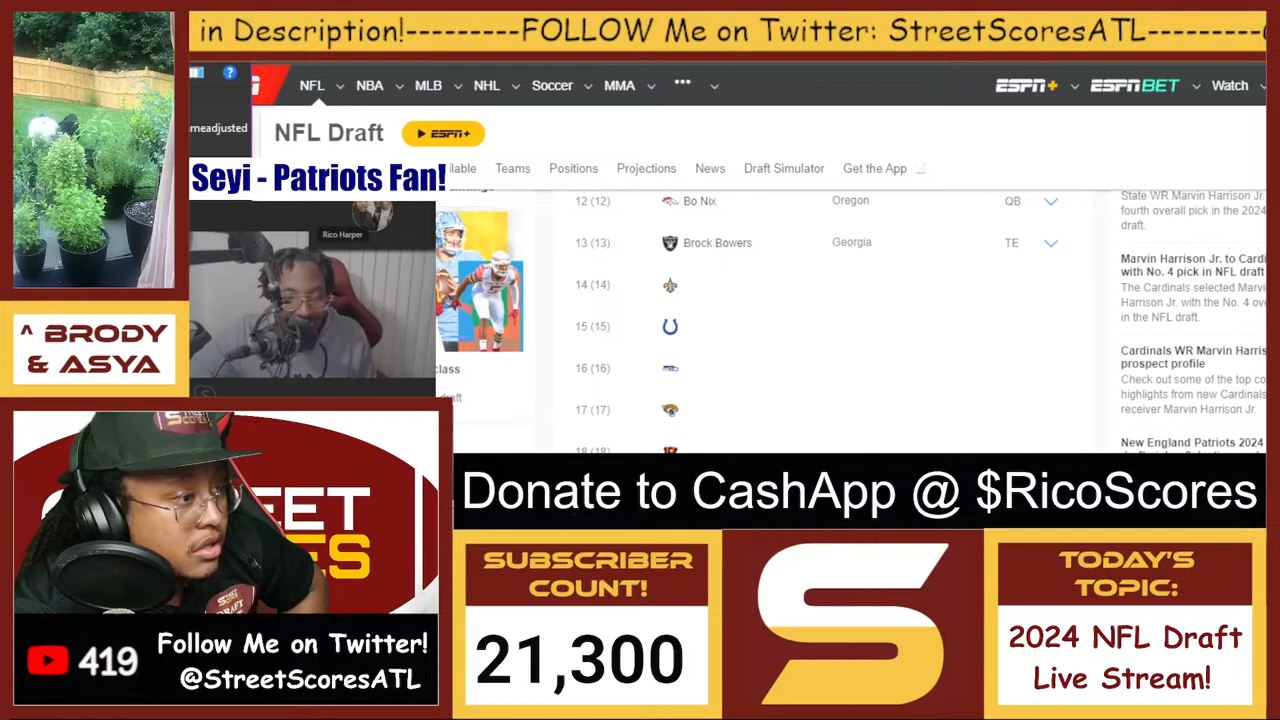 in Description!---------FOLLOW Me on Twitter: StreetScoresATL---------
NFL NBA MLB NHL Soccer MMA ••• ESPN+ ESPN BET Watch
?
meadjusted
NFL Draft ESPN+
ilable Teams Positions Projections News Draft Simulator Get the App
Seyi - Patriots Fan!
Rico Harper
12 (12) Bo Nix Oregon QB
13 (13) Brock Bowers Georgia TE
14 (14)
15 (15)
16 (16)
17 (17)
18 (18)
class
draft
State WR Marvin Harrison Jr.
fourth overall pick in the 2024
draft.
Marvin Harrison Jr. to Cardi
with No. 4 pick in NFL draft
The Cardinals selected Marvi
Harrison Jr. with the No. 4 ove
in the NFL draft.
Cardinals WR Marvin Harris
prospect profile
Check out some of the top co
highlights from new Cardinals
receiver Marvin Harrison Jr.
New England Patriots 2024
^ BRODY
& ASYA
Donate to CashApp @ $RicoScores
SUBSCRIBER
COUNT!
21,300
TODAY'S
TOPIC:
2024 NFL Draft
Live Stream!
419
Follow Me on Twitter!
@StreetScoresATL